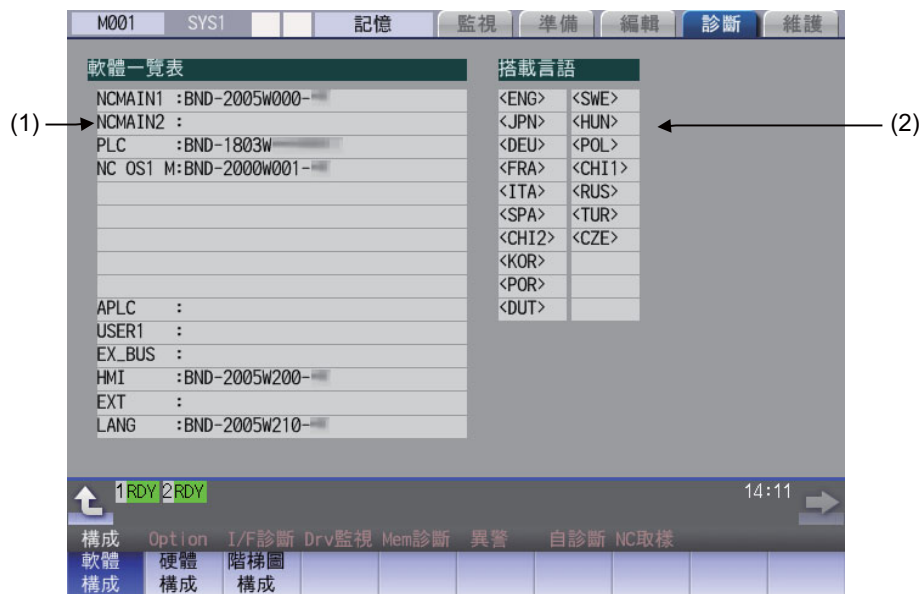 M001 SYS1 記憶 監視 準備 編輯 診斷 維護
軟體一覽表 搭載言語
NCMAIN1 :BND-2005W000- <ENG> <SWE>
(1) NCMAIN2 : <JPN> <HUN> (2)
PLC :BND-1803W <DEU> <POL>
NC OS1 M:BND-2000W001- <FRA> <CHI1>
<ITA> <RUS>
<SPA> <TUR>
<CHI2> <CZE>
<KOR>
<POR>
APLC : <DUT>
USER1 :
EX_BUS :
HMI :BND-2005W200-
EXT :
LANG :BND-2005W210-
1RDY 2RDY 14:11
構成 Option I/F診斷 Drv監視 Mem診斷 異警 自診斷 NC取樣
軟體 硬體 階梯圖
構成 構成 構成